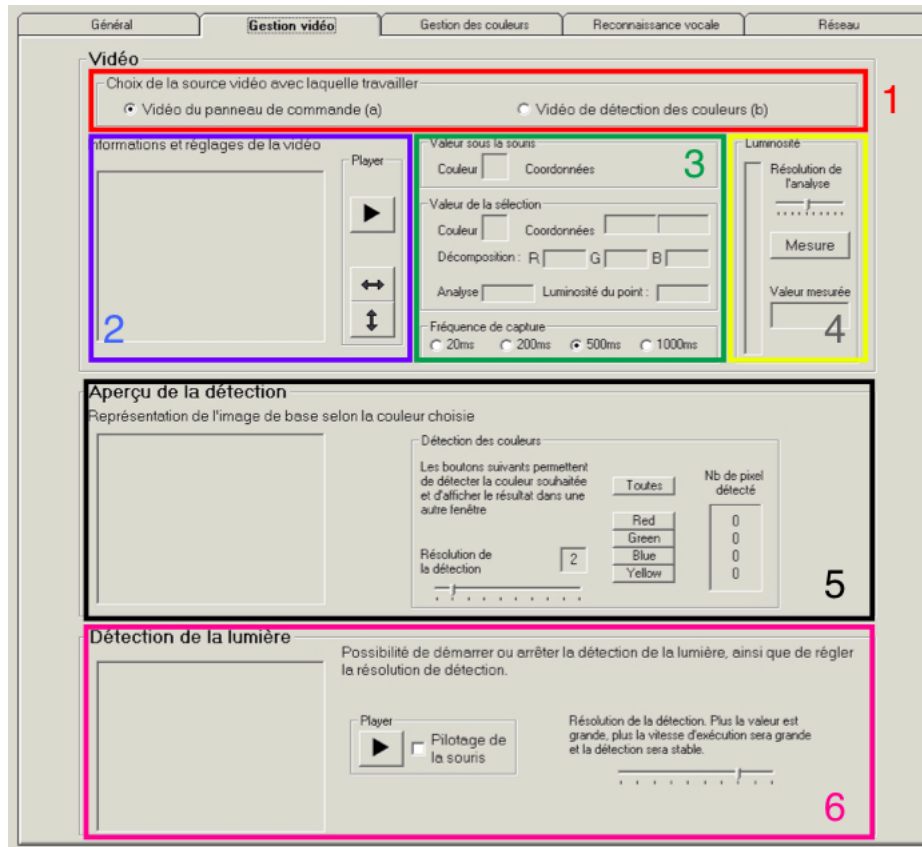 Général
Gestion vidéo
Gestion des couleurs
Reconnaissance vocale
Réseau
Vidéo
Choix de la source vidéo avec laquelle travailler
Vidéo du panneau de commande (a)
Vidéo de détection des couleurs (b)
1
Informations et réglages de la vidéo
Player
2
Valeur sous la souris
Couleur
Coordonnées
3
Valeur de la sélection
Couleur
Coordonnées
Décomposition : R
G
B
Analyse
Luminosité du point :
Fréquence de capture
20ms
200ms
500ms
1000ms
Luminosité
Résolution de
l'analyse
Mesure
Valeur mesurée
4
Aperçu de la détection
Représentation de l'image de base selon la couleur choisie
Détection des couleurs
Les boutons suivants permettent
de détecter la couleur souhaitée
et d'afficher le résultat dans une
autre fenêtre
Résolution de
la détection
2
Toutes
Red
Green
Blue
Yellow
Nb de pixel
détecté
0
0
0
0
5
Détection de la lumière
Possibilité de démarrer ou arrêter la détection de la lumière, ainsi que de régler
la résolution de détection.
Player
Pilotage de
la souris
Résolution de la détection. Plus la valeur est
grande, plus la vitesse d'exécution sera grande
et la détection sera stable.
6